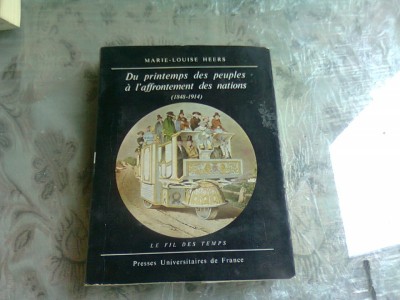 MARIE-LOUISE HEERS
Du printemps des peuples
à l'affrontement des nations
(1848-1914)
LE FIL DES TEMPS
Presses Universitaires de France